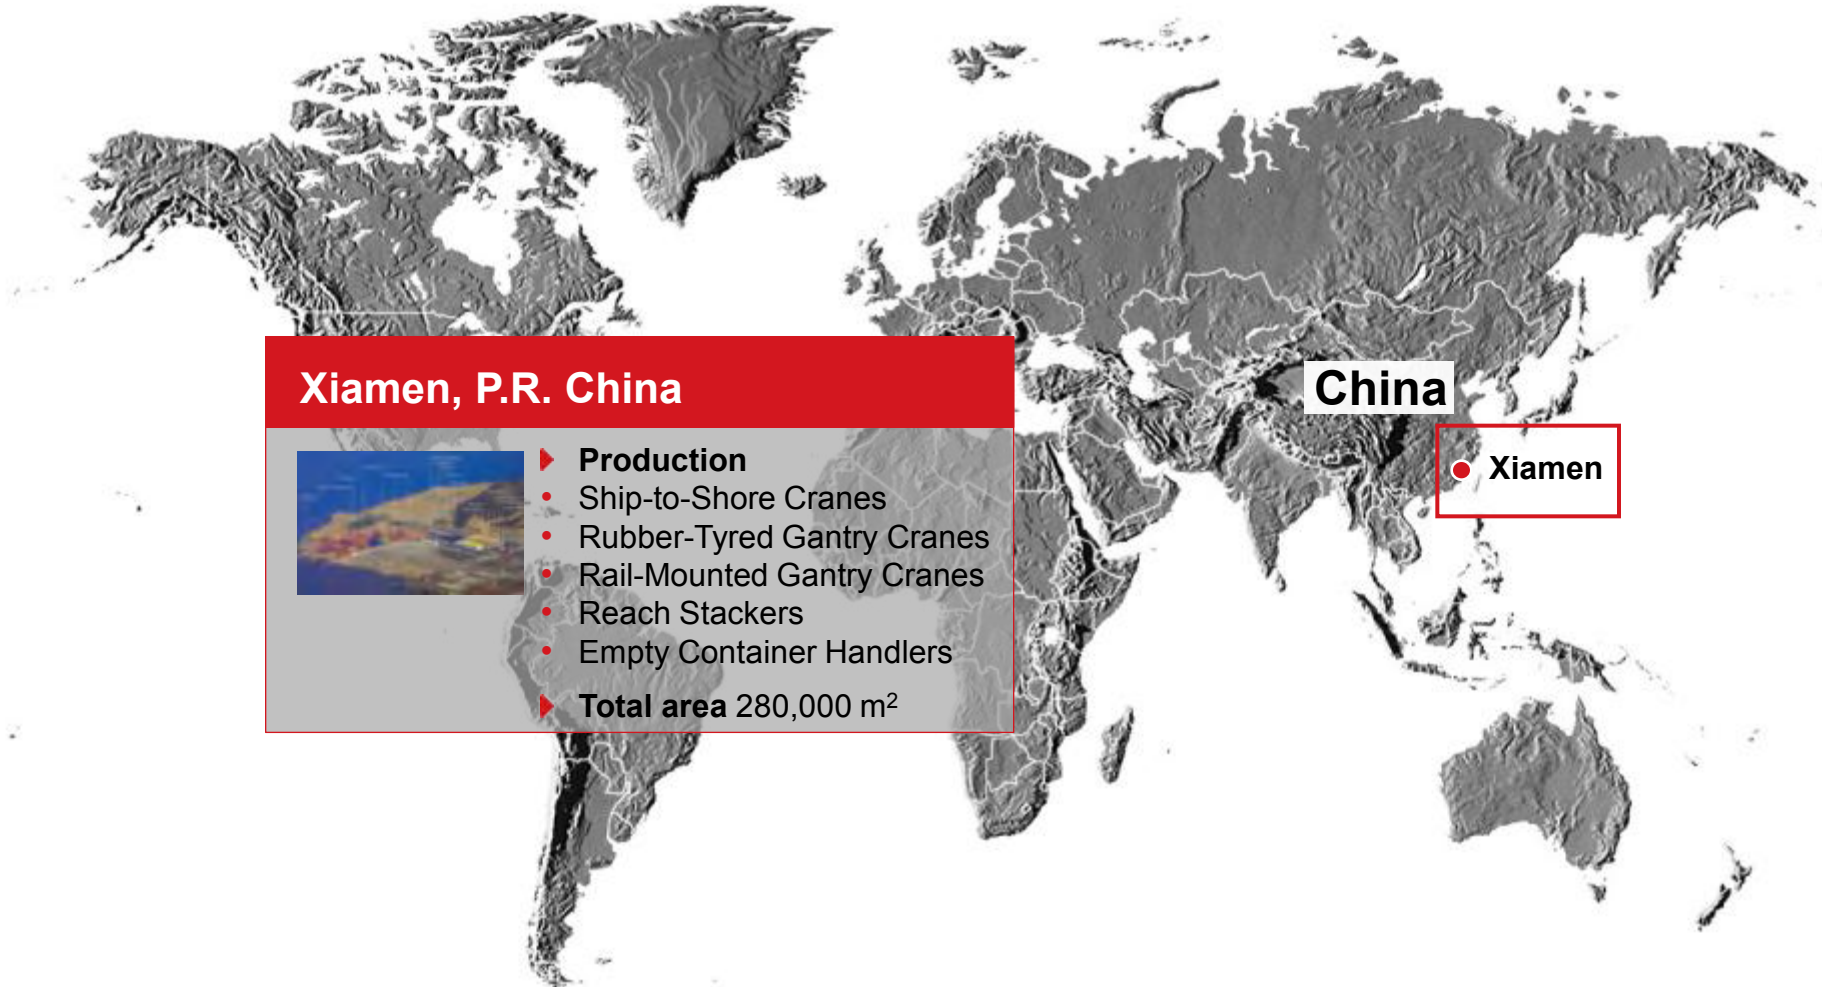 Xiamen, P.R. China
Production
• Ship-to-Shore Cranes
• Rubber-Tyred Gantry Cranes
• Rail-Mounted Gantry Cranes
• Reach Stackers
• Empty Container Handlers
Total area 280,000 m²
China
Xiamen